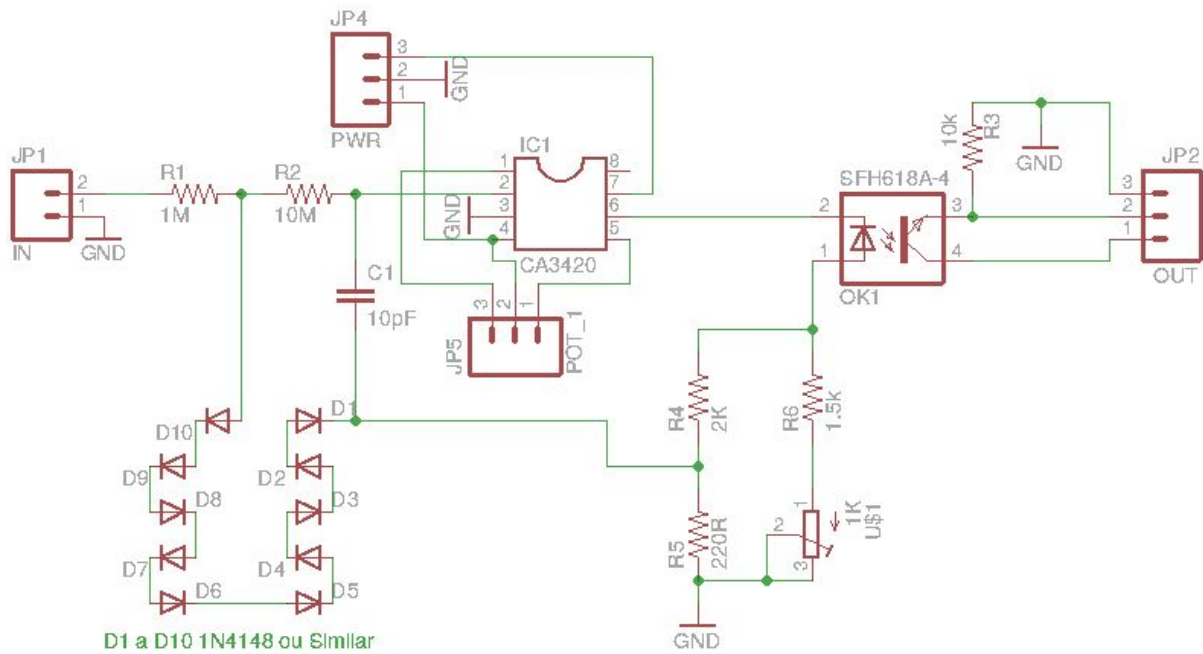 JP4
3
2
1
GND
PWR
JP1
2
1
IN
GND
R1
1M
R2
10M
C1
10pF
IC1
1
2
3
4
8
7
6
5
GND
CA3420
JP5
3
2
1
POT_1
SFH618A-4
2
1
3
4
OK1
10k
R3
GND
JP2
3
2
1
OUT
R4
2K
R6
1.5k
R5
220R
1
2
3
1K
U$1
GND
D10
D9
D8
D7
D6
D1
D2
D3
D4
D5
D1 a D10 1N4148 ou Similar